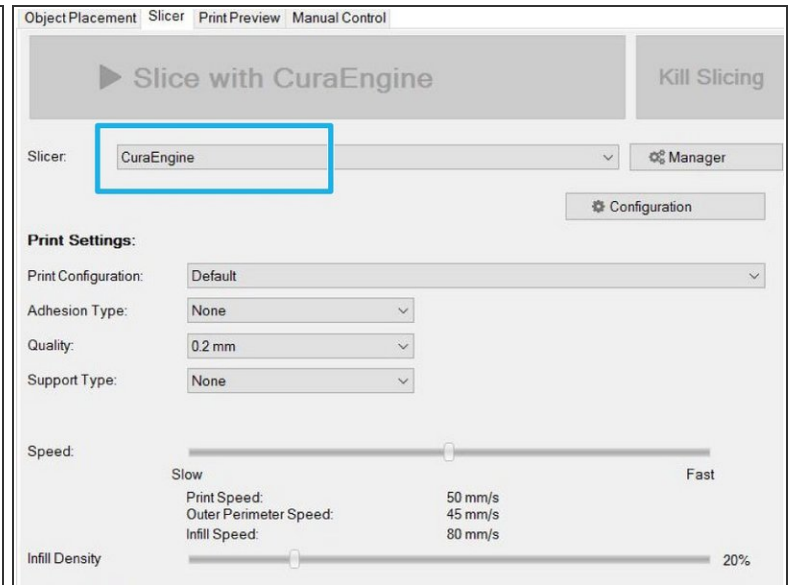 Object Placement Slicer Print Preview Manual Control
Slice with CuraEngine Kill Slicing
Slicer: CuraEngine Manager
Configuration
Print Settings:
Print Configuration: Default
Adhesion Type: None
Quality: 0.2 mm
Support Type: None
Speed:
Slow Fast
Print Speed: 50 mm/s
Outer Perimeter Speed: 45 mm/s
Infill Speed: 80 mm/s
Infill Density 20%